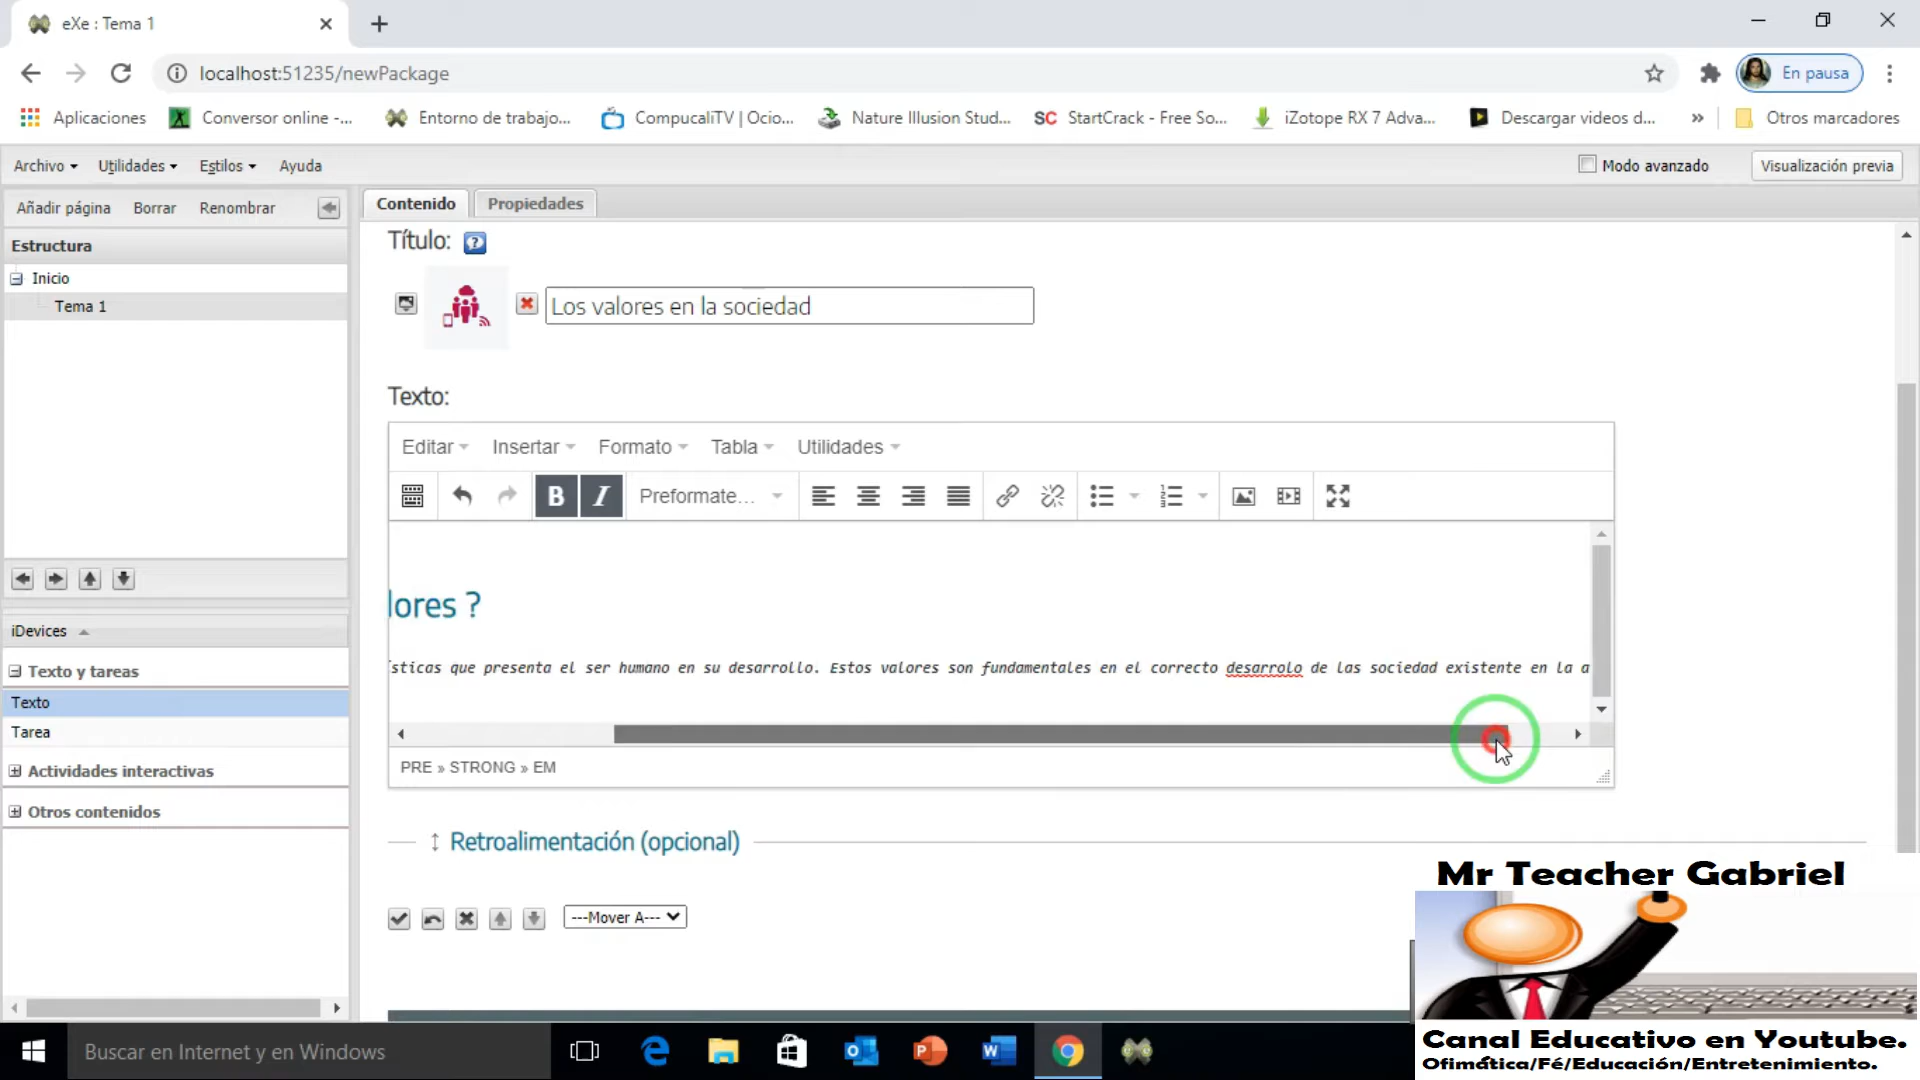 eXe : Tema 1
localhost:51235/newPackage
En pausa
Aplicaciones
Conversor online -...
Entorno de trabajo...
CompucaliTV | Ocio...
Nature Illusion Stud...
SC StartCrack - Free So...
iZotope RX 7 Adva...
Descargar videos d...
»
Otros marcadores
Archivo
Utilidades
Estilos
Ayuda
Modo avanzado
Visualización previa
Añadir página
Borrar
Renombrar
Contenido
Propiedades
Estructura
Inicio
Tema 1
Título:
Los valores en la sociedad
Texto:
Editar
Insertar
Formato
Tabla
Utilidades
B I Preformate...
lores ?
ísticas que presenta el ser humano en su desarrollo. Estos valores son fundamentales en el correcto desarrolo de las sociedad existente en la a
PRE » STRONG » EM
iDevices
Texto y tareas
Texto
Tarea
Actividades interactivas
Otros contenidos
Retroalimentación (opcional)
---Mover A---
Mr Teacher Gabriel
Canal Educativo en Youtube.
Ofimática/Fé/Educación/Entretenimiento.
Buscar en Internet y en Windows